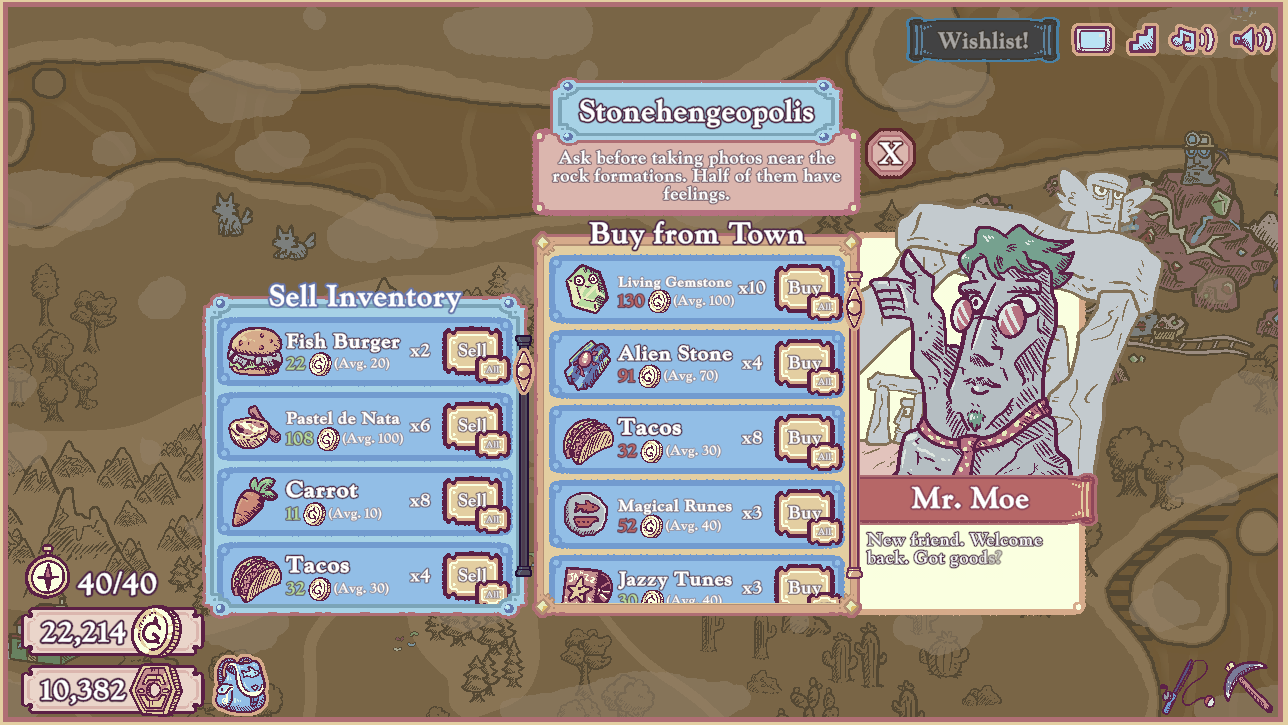 Wishlist!
Stonehengeopolis
Ask before taking photos near the
rock formations. Half of them have
feelings.
X
Buy from Town
Living Gemstone x10
130 (Avg. 100)
Buy
All
Alien Stone x4
91 (Avg. 70)
Buy
All
Tacos x8
32 (Avg. 30)
Buy
All
Magical Runes x3
52 (Avg. 40)
Buy
All
Jazzy Tunes x3
30 (Avg. 40)
Buy
Sell Inventory
Fish Burger x2
22 (Avg. 20)
Sell
All
Pastel de Nata x6
108 (Avg. 100)
Sell
All
Carrot x8
11 (Avg. 10)
Sell
All
Tacos x4
32 (Avg. 30)
Sell
All
Mr. Moe
New friend. Welcome
back. Got goods?
40/40
22,214
10,382